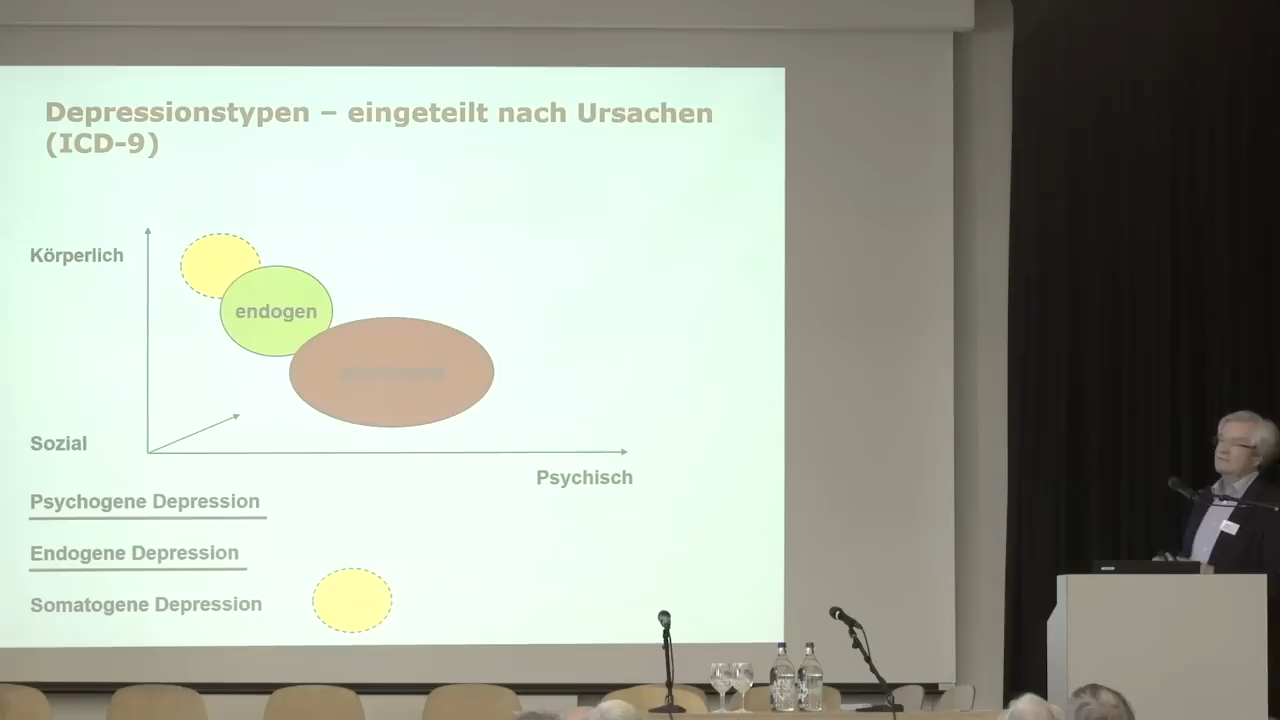 Depressionstypen – eingeteilt nach Ursachen
(ICD-9)
Körperlich
endogen
Sozial
Psychisch
Psychogene Depression
Endogene Depression
Somatogene Depression